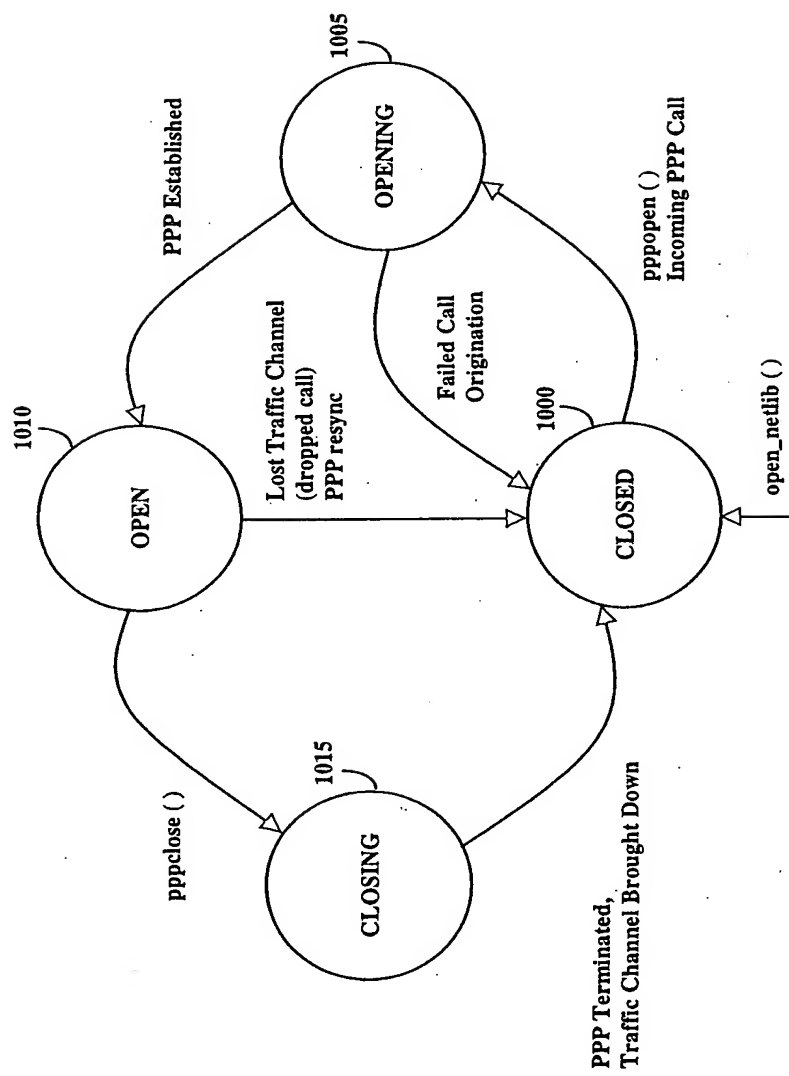 1010
OPEN
PPP Established
1005
OPENING
pppclose ( )
Lost Traffic Channel
(dropped call)
PPP resync
Failed Call
Origination
1015
CLOSING
1000
CLOSED
pppopen ( )
Incoming PPP Call
PPP Terminated,
Traffic Channel Brought Down
open_netlib ( )